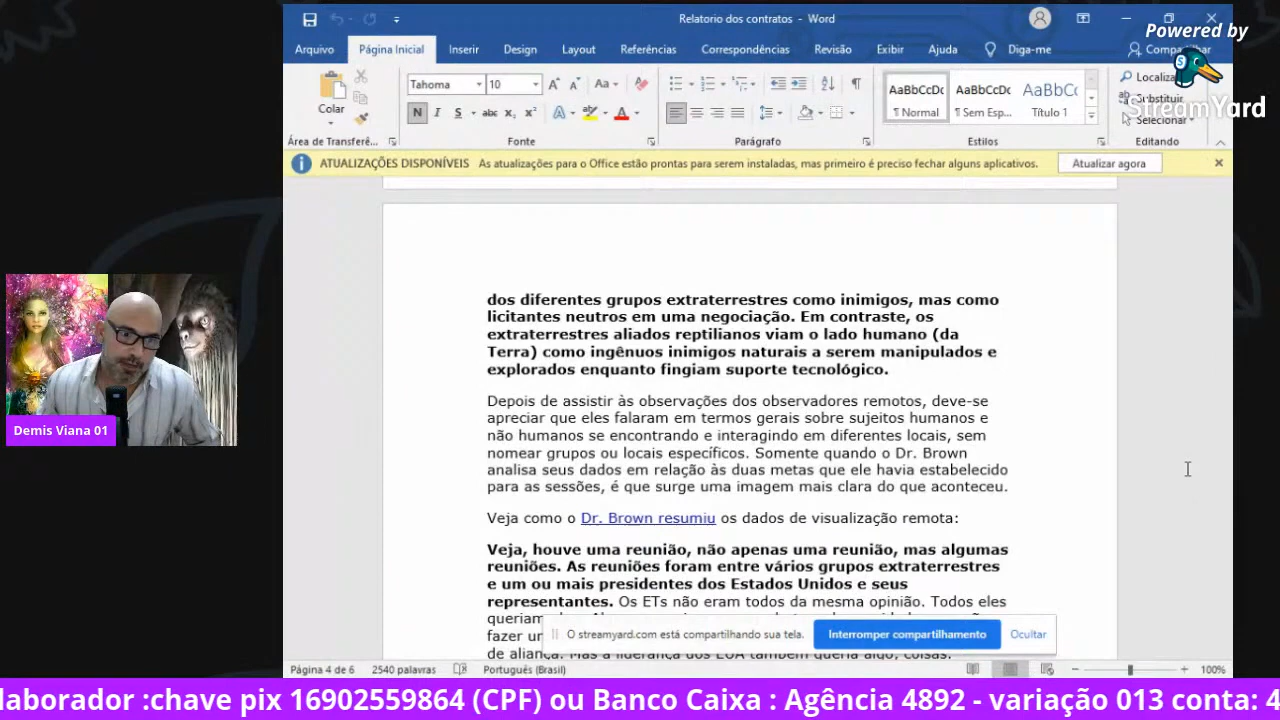 Relatorio dos contratos - Word
Powered by
StreamYard
Arquivo Página Inicial Inserir Design Layout Referências Correspondências Revisão Exibir Ajuda Diga-me
Colar
Tahoma 10
AaBbCcDc AaBbCcDc AaBbCc
¶ Normal ¶ Sem Esp... Título 1
Substituir
Selecionar
Área de Transferê... Fonte Parágrafo Estilos Editando
ATUALIZAÇÕES DISPONÍVEIS As atualizações para o Office estão prontas para serem instaladas, mas primeiro é preciso fechar alguns aplicativos. Atualizar agora
dos diferentes grupos extraterrestres como inimigos, mas como
licitantes neutros em uma negociação. Em contraste, os
extraterrestres aliados reptilianos viam o lado humano (da
Terra) como ingênuos inimigos naturais a serem manipulados e
explorados enquanto fingiam suporte tecnológico.
Depois de assistir às observações dos observadores remotos, deve-se
apreciar que eles falaram em termos gerais sobre sujeitos humanos e
não humanos se encontrando e interagindo em diferentes locais, sem
nomear grupos ou locais específicos. Somente quando o Dr. Brown
analisa seus dados em relação às duas metas que ele havia estabelecido
para as sessões, é que surge uma imagem mais clara do que aconteceu.
Veja como o Dr. Brown resumiu os dados de visualização remota:
Veja, houve uma reunião, não apenas uma reunião, mas algumas
reuniões. As reuniões foram entre vários grupos extraterrestres
e um ou mais presidentes dos Estados Unidos e seus
representantes. Os ETs não eram todos da mesma opinião. Todos eles
fazer
O streamyard.com está compartilhando sua tela. Interromper compartilhamento Ocultar
Demis Viana 01
Página 4 de 6 2540 palavras Português (Brasil) 100%
laborador :chave pix 16902559864 (CPF) ou Banco Caixa : Agência 4892 - variação 013 conta: 4